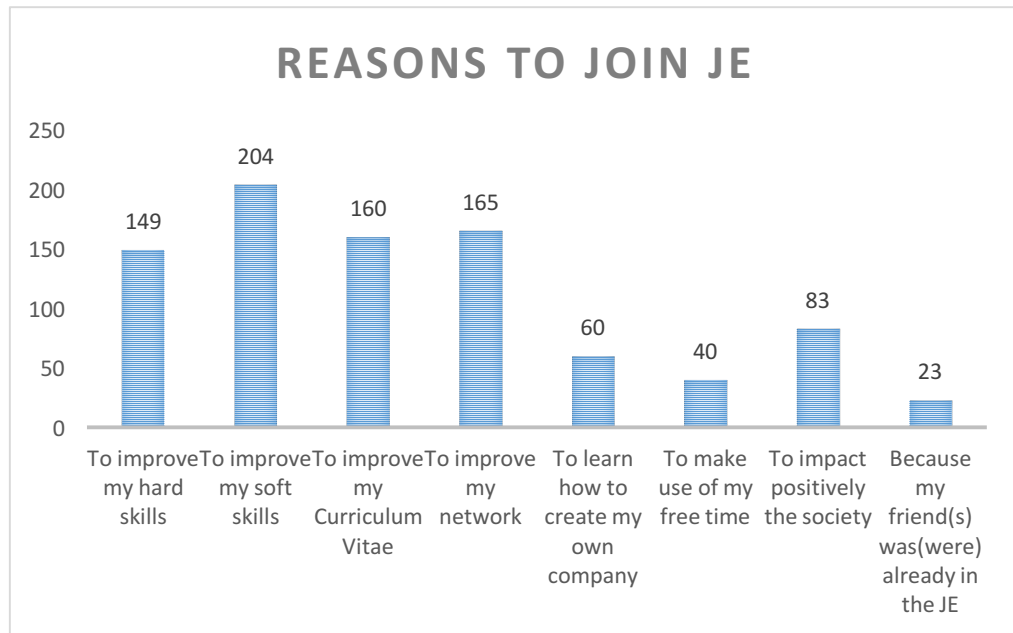 REASONS TO JOIN JE
250
200
150
100
50
0
149
204
160
165
60
40
83
23
To improve
my hard
skills
To improve
my soft
skills
To improve
my
Curriculum
Vitae
To improve
my
network
To learn
how to
create my
own
company
To make
use of my
free time
To impact
positively
the society
Because
my
friend(s)
was(were)
already in
the JE